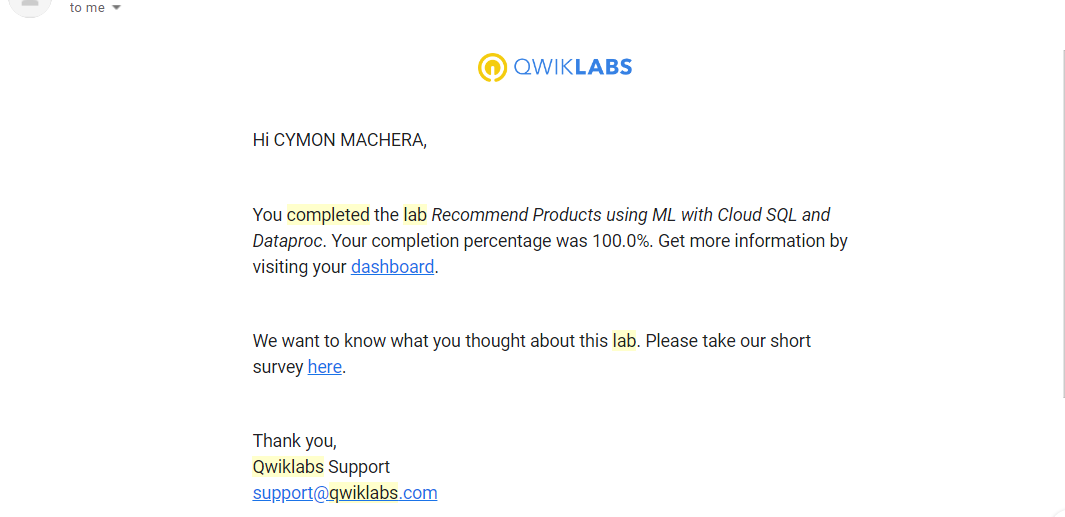 to me
QWIKLABS
Hi CYMON MACHERA,
You completed the lab Recommend Products using ML with Cloud SQL and
Dataproc. Your completion percentage was 100.0%. Get more information by
visiting your dashboard.
We want to know what you thought about this lab. Please take our short
survey here.
Thank you,
Qwiklabs Support
support@qwiklabs.com